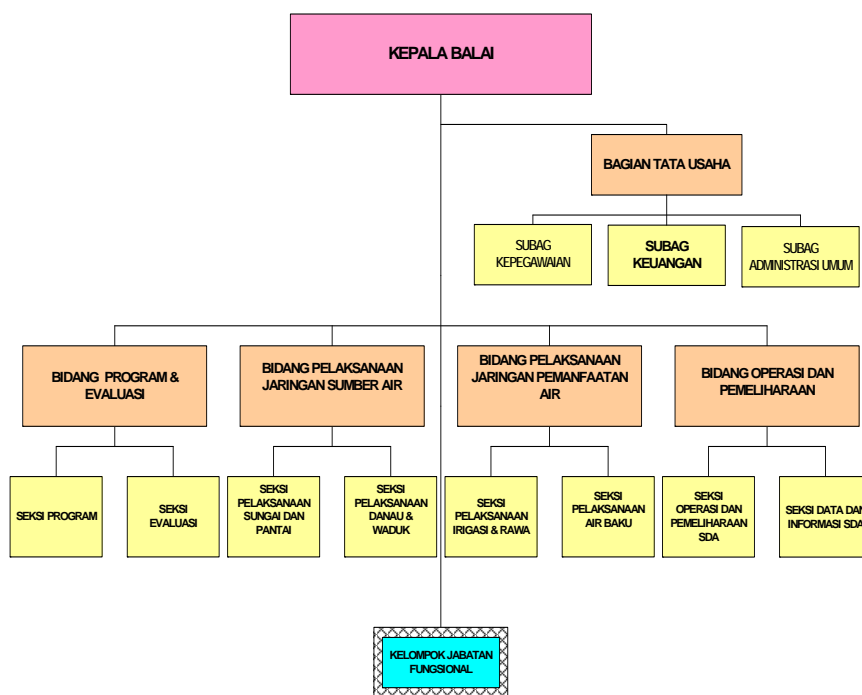 KEPALA BALAI
BAGIAN TATA USAHA
SUBAG
KEPEGAWAIAN
SUBAG
KEUANGAN
SUBAG
ADMINISTRASI UMUM
BIDANG PROGRAM &
EVALUASI
BIDANG PELAKSANAAN
JARINGAN SUMBER AIR
BIDANG PELAKSANAAN
JARINGAN PEMANFAATAN
AIR
BIDANG OPERASI DAN
PEMELIHARAAN
SEKSI PROGRAM
SEKSI
EVALUASI
SEKSI
PELAKSANAAN
SUNGAI DAN
PANTAI
SEKSI
PELAKSANAAN
DANAU &
WADUK
SEKSI
PELAKSANAAN
IRIGASI & RAWA
SEKSI
PELAKSANAAN
AIR BAKU
SEKSI
OPERASI DAN
PEMELIHARAAN
SDA
SEKSI DATA DAN
INFORMASI SDA
KELOMPOK JABATAN
FUNGSIONAL